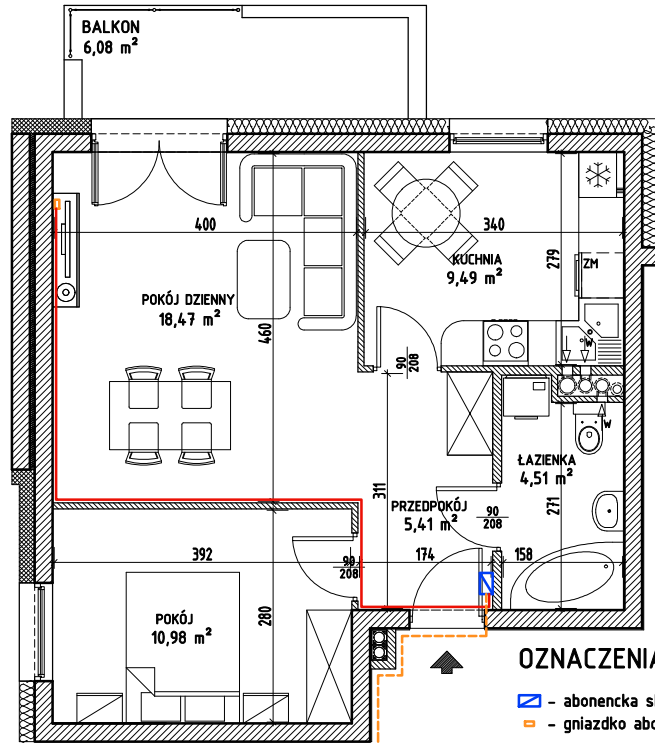 BALKON
6,08 m²
400
340
KUCHNIA
9,49 m²
279
ZM
POKÓJ DZIENNY
18,47 m²
460
W
90
208
W
ŁAZIENKA
4,51 m²
311
271
PRZEDPOKÓJ
5,41 m²
90
208
392
90
208
174
158
POKÓJ
10,98 m²
280
OZNACZENIA
- abonencka s
- gniazdko abo